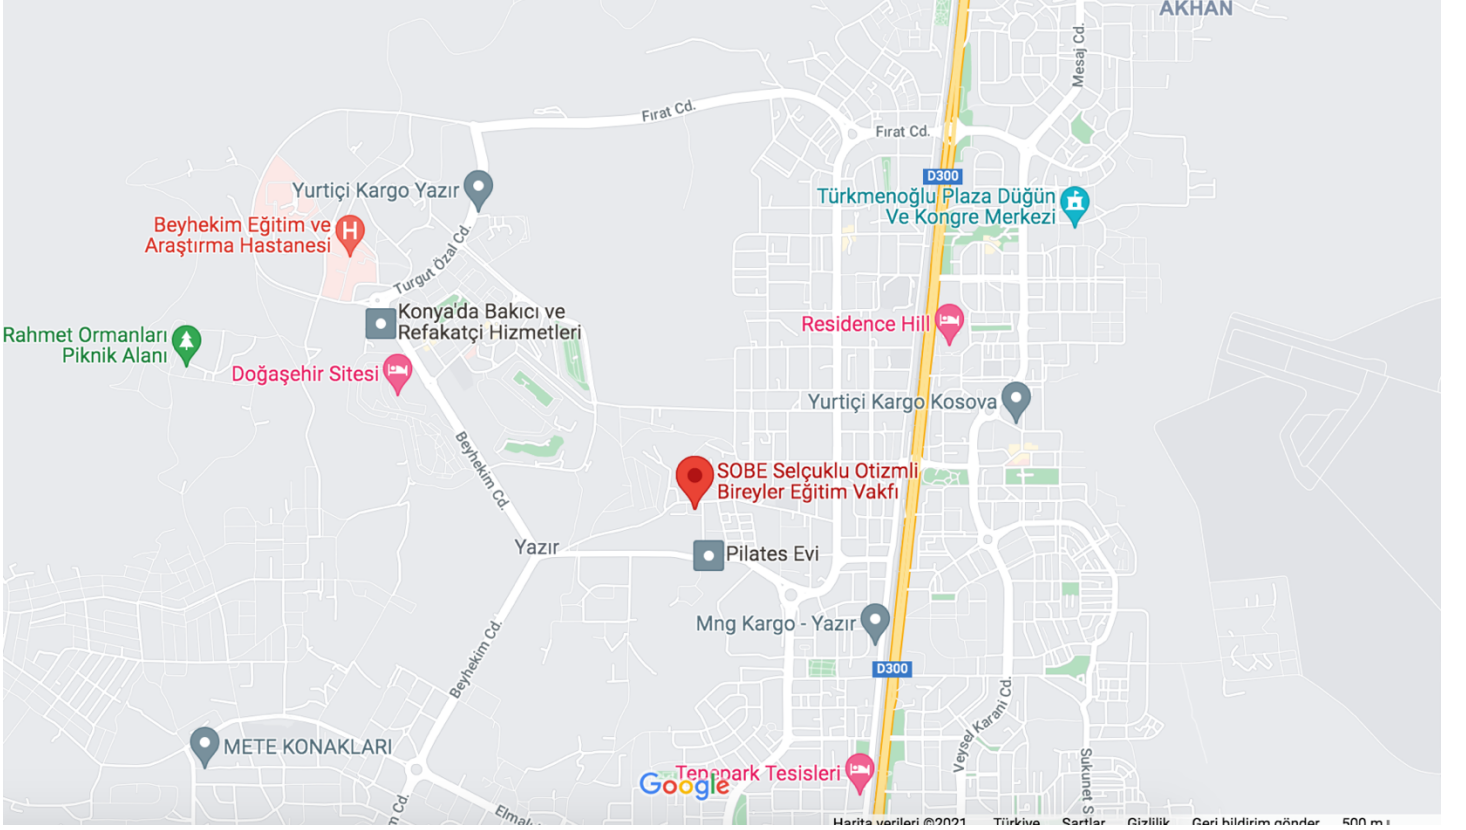 AKHAN
Mesaj Cd.
Fırat Cd.
Fırat Cd.
D300
Yurtiçi Kargo Yazır
Türkmenoğlu Plaza Düğün
Ve Kongre Merkezi
Beyhekim Eğitim ve
Araştırma Hastanesi
Turgut Özal Cd.
Konya'da Bakıcı ve
Refakatçi Hizmetleri
Rahmet Ormanları
Piknik Alanı
Residence Hill
Doğaşehir Sitesi
Yurtiçi Kargo Kosova
Beyhekim Cd.
SOBE Selçuklu Otizmli
Bireyler Eğitim Vakfı
Yazır
Pilates Evi
Mng Kargo - Yazır
Beyhekim Cd.
D300
Veysel Karani Cd.
METE KONAKLARI
Tepepark Tesisleri
Google
Sukunet S
Cd.
Elmal
Harita verileri ©2021 Türkiye Şartlar Gizlilik Geri bildirim gönder 500 m